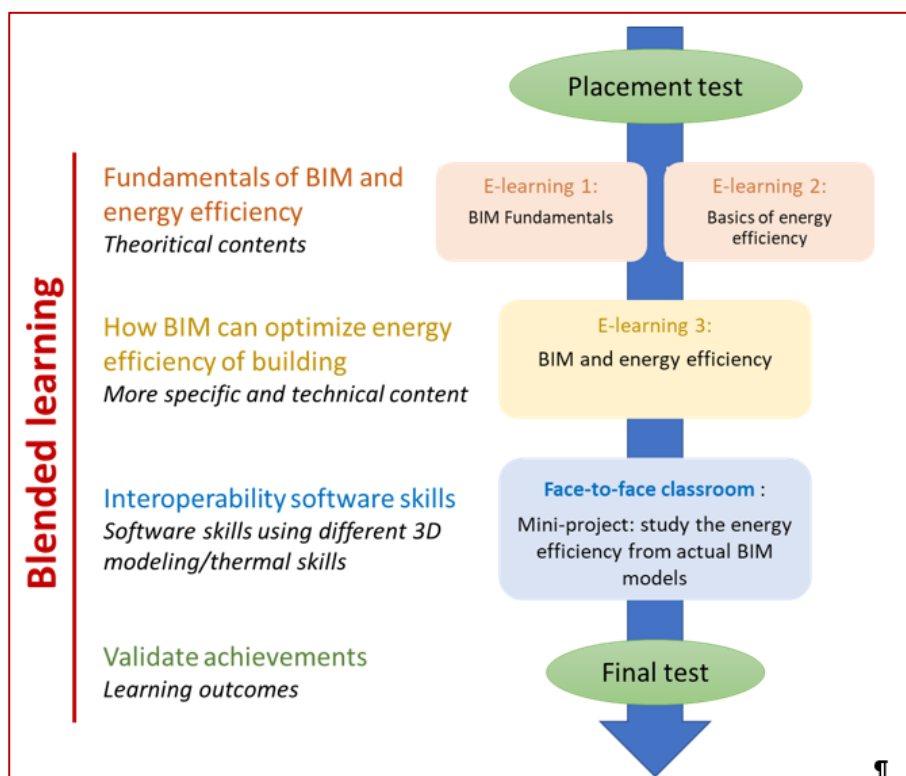 Placement test
Blended learning
Fundamentals of BIM and
energy efficiency
Theoritical contents
E-learning 1:
BIM Fundamentals
E-learning 2:
Basics of energy
efficiency
How BIM can optimize energy
efficiency of building
More specific and technical content
E-learning 3:
BIM and energy efficiency
Interoperability software skills
Software skills using different 3D
modeling/thermal skills
Face-to-face classroom :
Mini-project: study the energy
efficiency from actual BIM
models
Validate achievements
Learning outcomes
Final test
¶